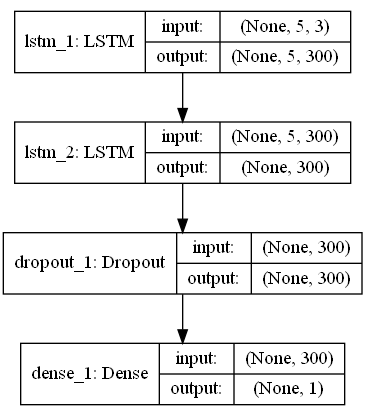 lstm_1: LSTM
input:
(None, 5, 3)
output:
(None, 5, 300)
lstm_2: LSTM
input:
(None, 5, 300)
output:
(None, 300)
dropout_1: Dropout
input:
(None, 300)
output:
(None, 300)
dense_1: Dense
input:
(None, 300)
output:
(None, 1)